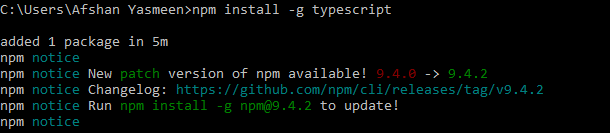 C:\Users\Afshan Yasmeen>npm install -g typescript
added 1 package in 5m
npm notice
npm notice New patch version of npm available! 9.4.0 -> 9.4.2
npm notice Changelog: https://github.com/npm/cli/releases/tag/v9.4.2
npm notice Run npm install -g npm@9.4.2 to update!
npm notice